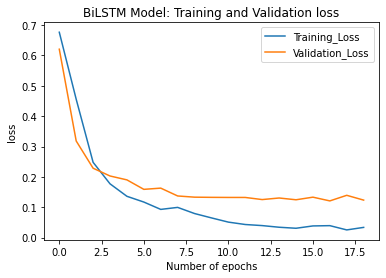 BiLSTM Model: Training and Validation loss
0.7
0.6
0.5
0.4
0.3
0.2
0.1
0.0
loss
Training_Loss
Validation_Loss
0.0 2.5 5.0 7.5 10.0 12.5 15.0 17.5
Number of epochs